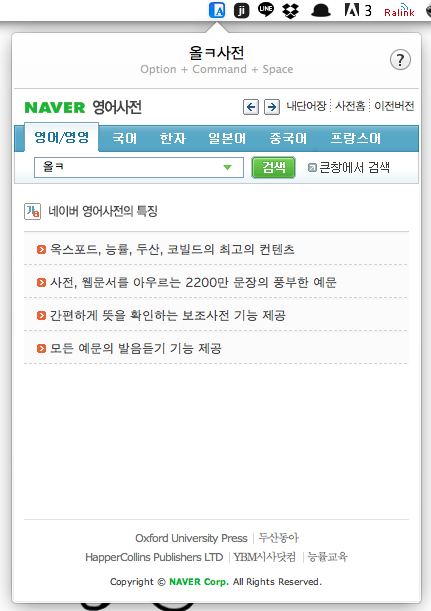 ji LINE 3 Ralink
올ㅋ사전
Option + Command + Space
?
NAVER 영어사전 내단어장 사전홈 이전버전
영어/영영 국어 한자 일본어 중국어 프랑스어
올ㅋ 검색 큰창에서 검색
네이버 영어사전의 특징
옥스포드, 능률, 두산, 코빌드의 최고의 컨텐츠
사전, 웹문서를 아우르는 2200만 문장의 풍부한 예문
간편하게 뜻을 확인하는 보조사전 기능 제공
모든 예문의 발음듣기 기능 제공
Oxford University Press | 두산동아
HapperCollins Publishers LTD | YBM시사닷컴 | 능률교육
Copyright © NAVER Corp. All Rights Reserved.